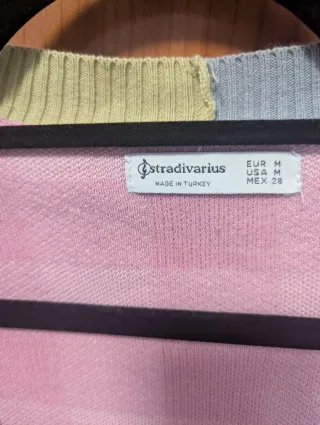 stradivarius
MADE IN TURKEY
EUR M
USA M
MEX 28